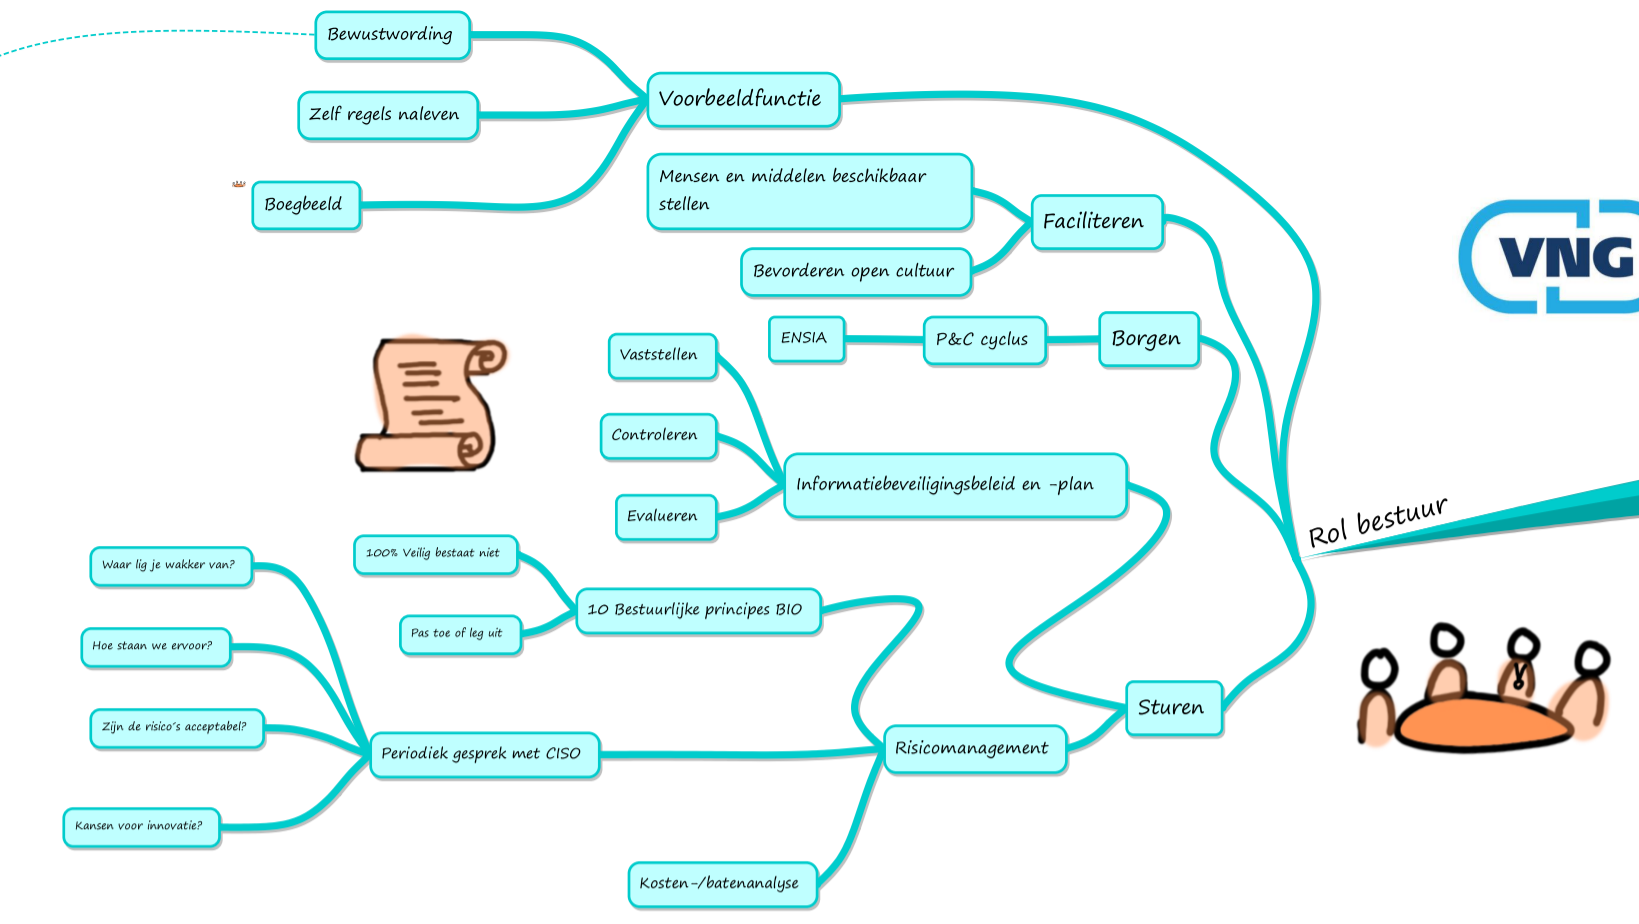 Bewustwording
Zelf regels naleven
Boegbeeld
Voorbeeldfunctie
Mensen en middelen beschikbaar
stellen
Bevorderen open cultuur
Faciliteren
ENSIA
P&C cyclus
Borgen
VNG
Vaststellen
Controleren
Evalueren
Informatiebeveiligingsbeleid en -plan
Rol bestuur
100% Veilig bestaat niet
Pas toe of leg uit
10 Bestuurlijke principes BIO
Waar lig je wakker van?
Hoe staan we ervoor?
Zijn de risico´s acceptabel?
Kansen voor innovatie?
Periodiek gesprek met CISO
Risicomanagement
Sturen
Kosten-/batenanalyse